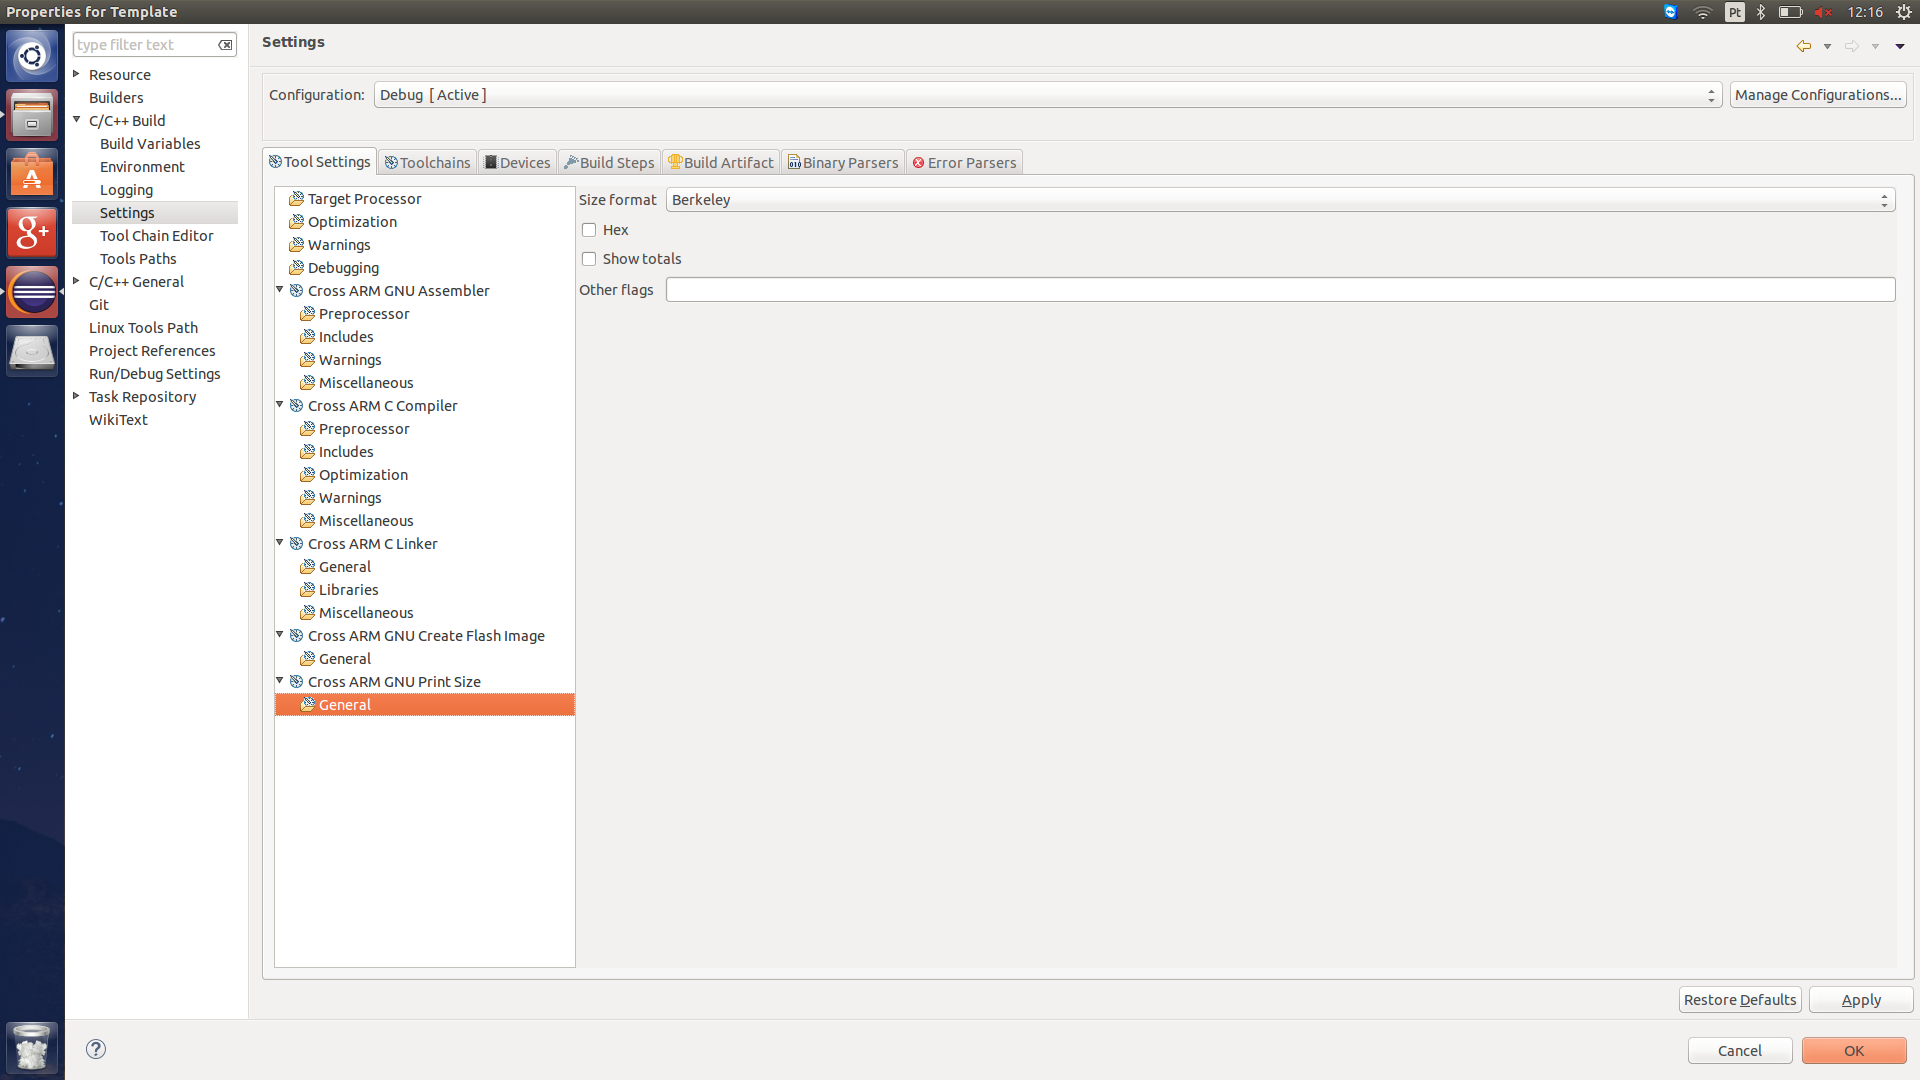 Properties for Template
Pt
12:16
type filter text
Resource
Builders
C/C++ Build
Build Variables
Environment
Logging
Settings
Tool Chain Editor
Tools Paths
C/C++ General
Git
Linux Tools Path
Project References
Run/Debug Settings
Task Repository
WikiText
Settings
Configuration: Debug [ Active ] Manage Configurations...
Tool Settings Toolchains Devices Build Steps Build Artifact Binary Parsers Error Parsers
Target Processor
Optimization
Warnings
Debugging
Cross ARM GNU Assembler
Preprocessor
Includes
Warnings
Miscellaneous
Cross ARM C Compiler
Preprocessor
Includes
Optimization
Warnings
Miscellaneous
Cross ARM C Linker
General
Libraries
Miscellaneous
Cross ARM GNU Create Flash Image
General
Cross ARM GNU Print Size
General
Size format Berkeley
Hex
Show totals
Other flags
Restore Defaults Apply
Cancel OK